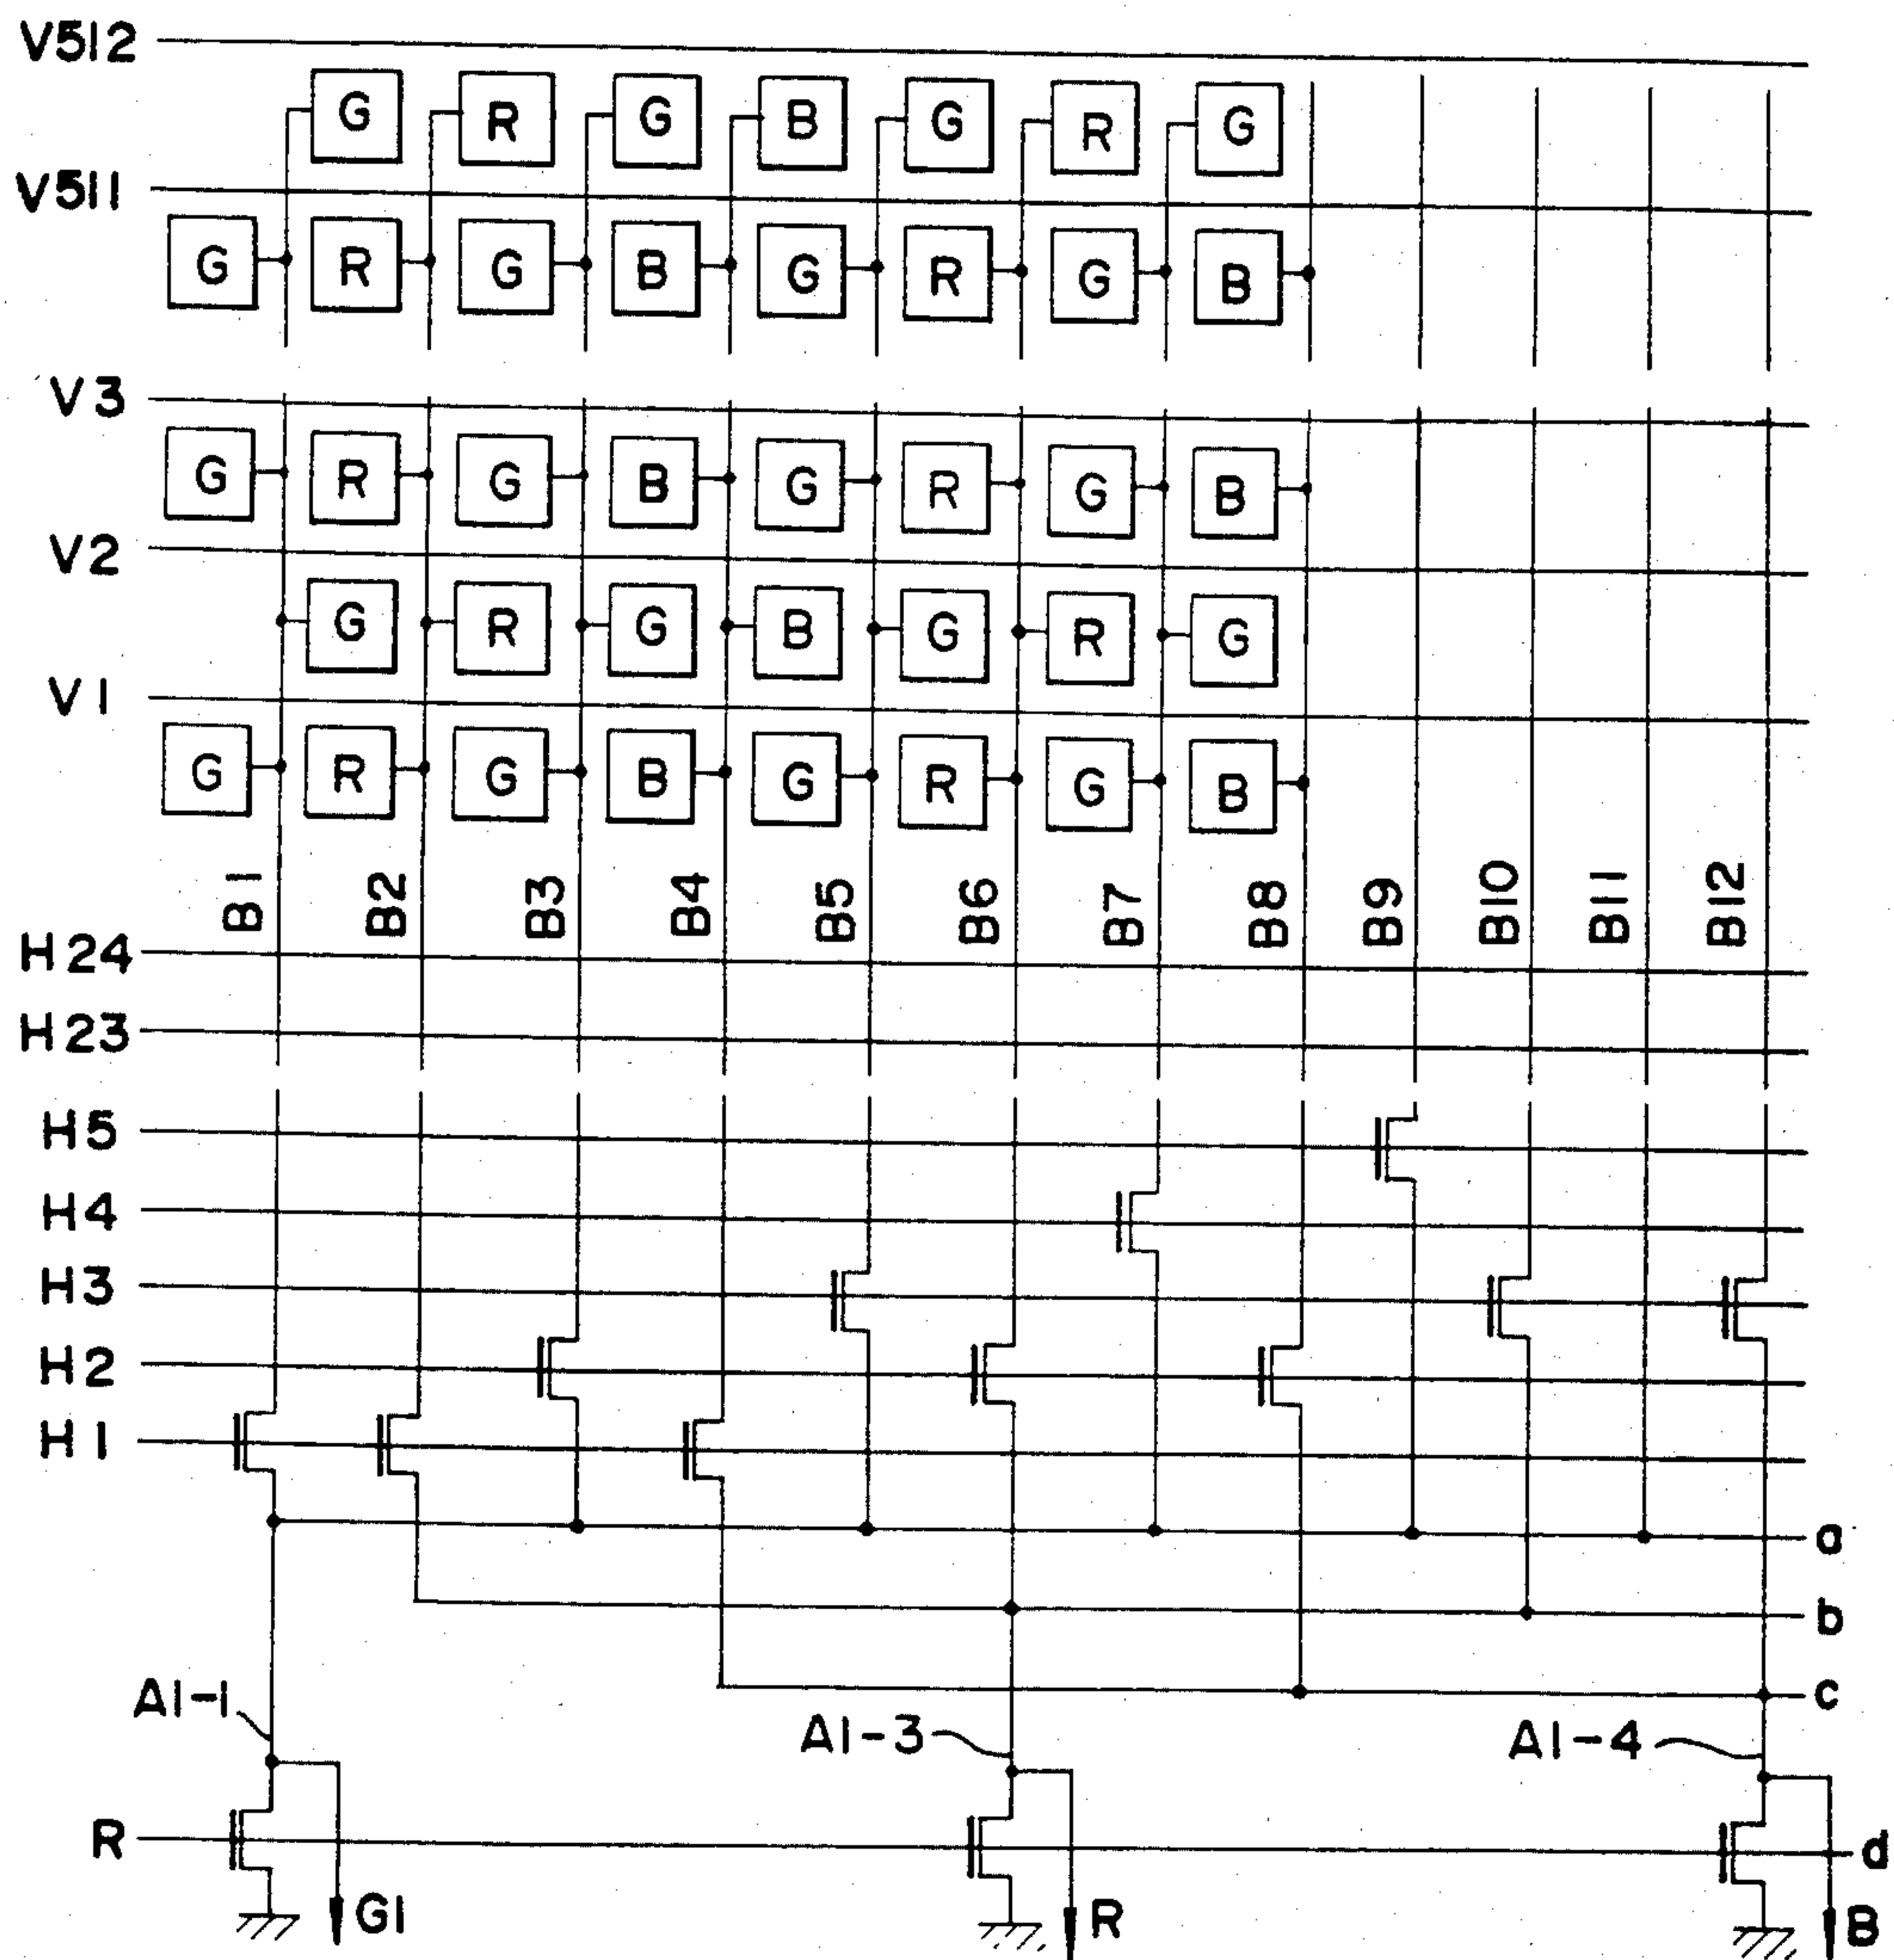 V512
G R G B G R G
V511
G R G B G R G B
V3
G R G B G R G B
V2
G R G B G R G
V1
G R G B G R G B
B1 B2 B3 B4 B5 B6 B7 B8 B9 B10 B11 B12
H24
H23
H5
H4
H3
H2
H1
a
b
c
A1-1 A1-3 A1-4
R d
G1 R B